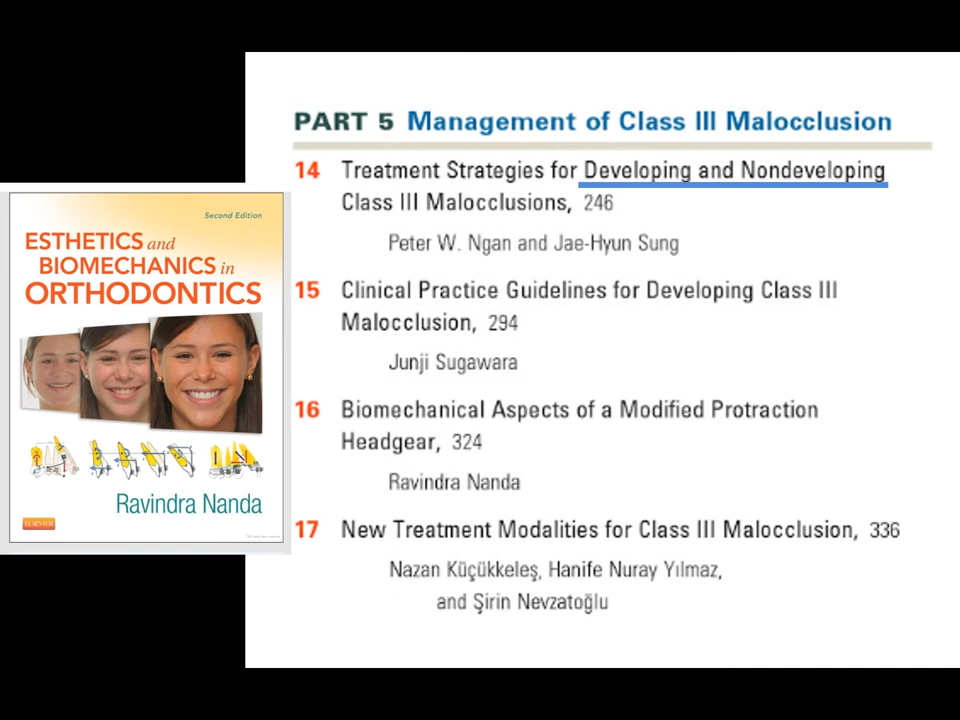 PART 5 Management of Class III Malocclusion
14 Treatment Strategies for Developing and Nondeveloping
Class III Malocclusions, 246
Peter W. Ngan and Jae-Hyun Sung
15 Clinical Practice Guidelines for Developing Class III
Malocclusion, 294
Junji Sugawara
16 Biomechanical Aspects of a Modified Protraction
Headgear, 324
Ravindra Nanda
17 New Treatment Modalities for Class III Malocclusion, 336
Nazan Küçükkeleş, Hanife Nuray Yılmaz,
and Şirin Nevzatoğlu
Second Edition
ESTHETICS and
BIOMECHANICS in
ORTHODONTICS
Ravindra Nanda
ELSEVIER